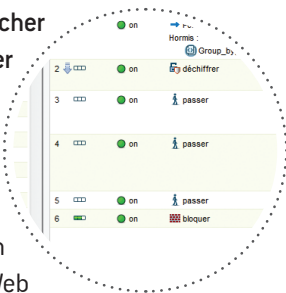 cher
er
on
Hormis :
Group_by
2 on déchiffrer
3 on passer
4 on passer
5 on passer
6 on bloquer
n
Web